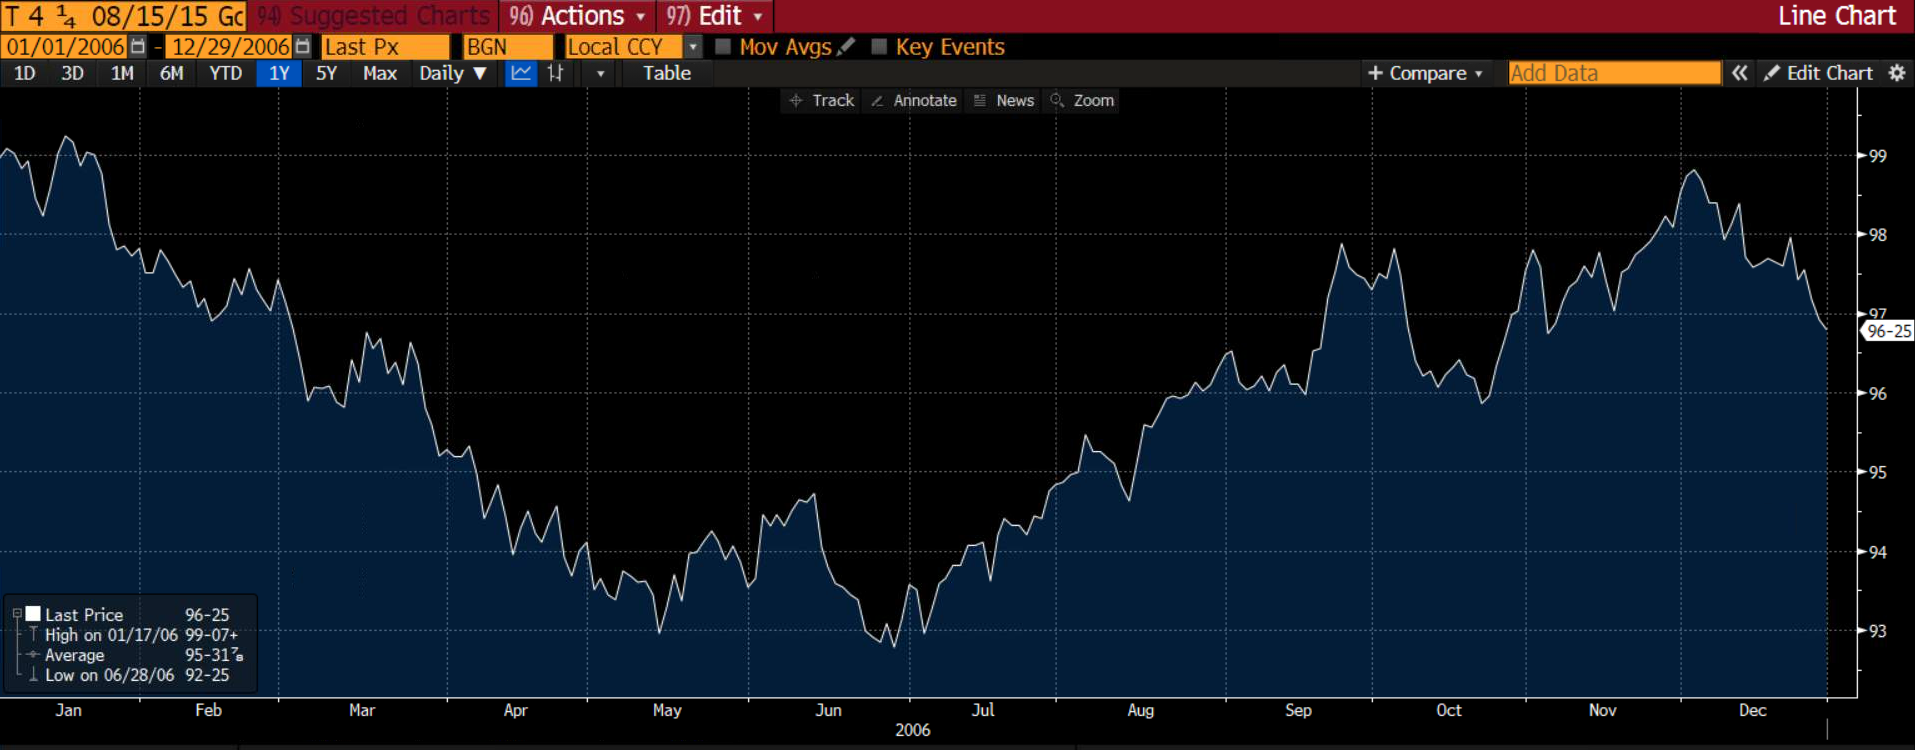 T 4 ¼ 08/15/15 Gc 94) Suggested Charts 96) Actions ▾ 97) Edit ▾ Line Chart
01/01/2006 - 12/29/2006 Last Px BGN Local CCY ▾ Mov Avgs Key Events
1D 3D 1M 6M YTD 1Y 5Y Max Daily ▼ ▾ Table + Compare ▾ Add Data « Edit Chart
Track Annotate News Zoom
99
98
97
96-25
96
95
94
93
Last Price 96-25
High on 01/17/06 99-07+
Average 95-31⅞
Low on 06/28/06 92-25
Jan Feb Mar Apr May Jun Jul Aug Sep Oct Nov Dec
2006